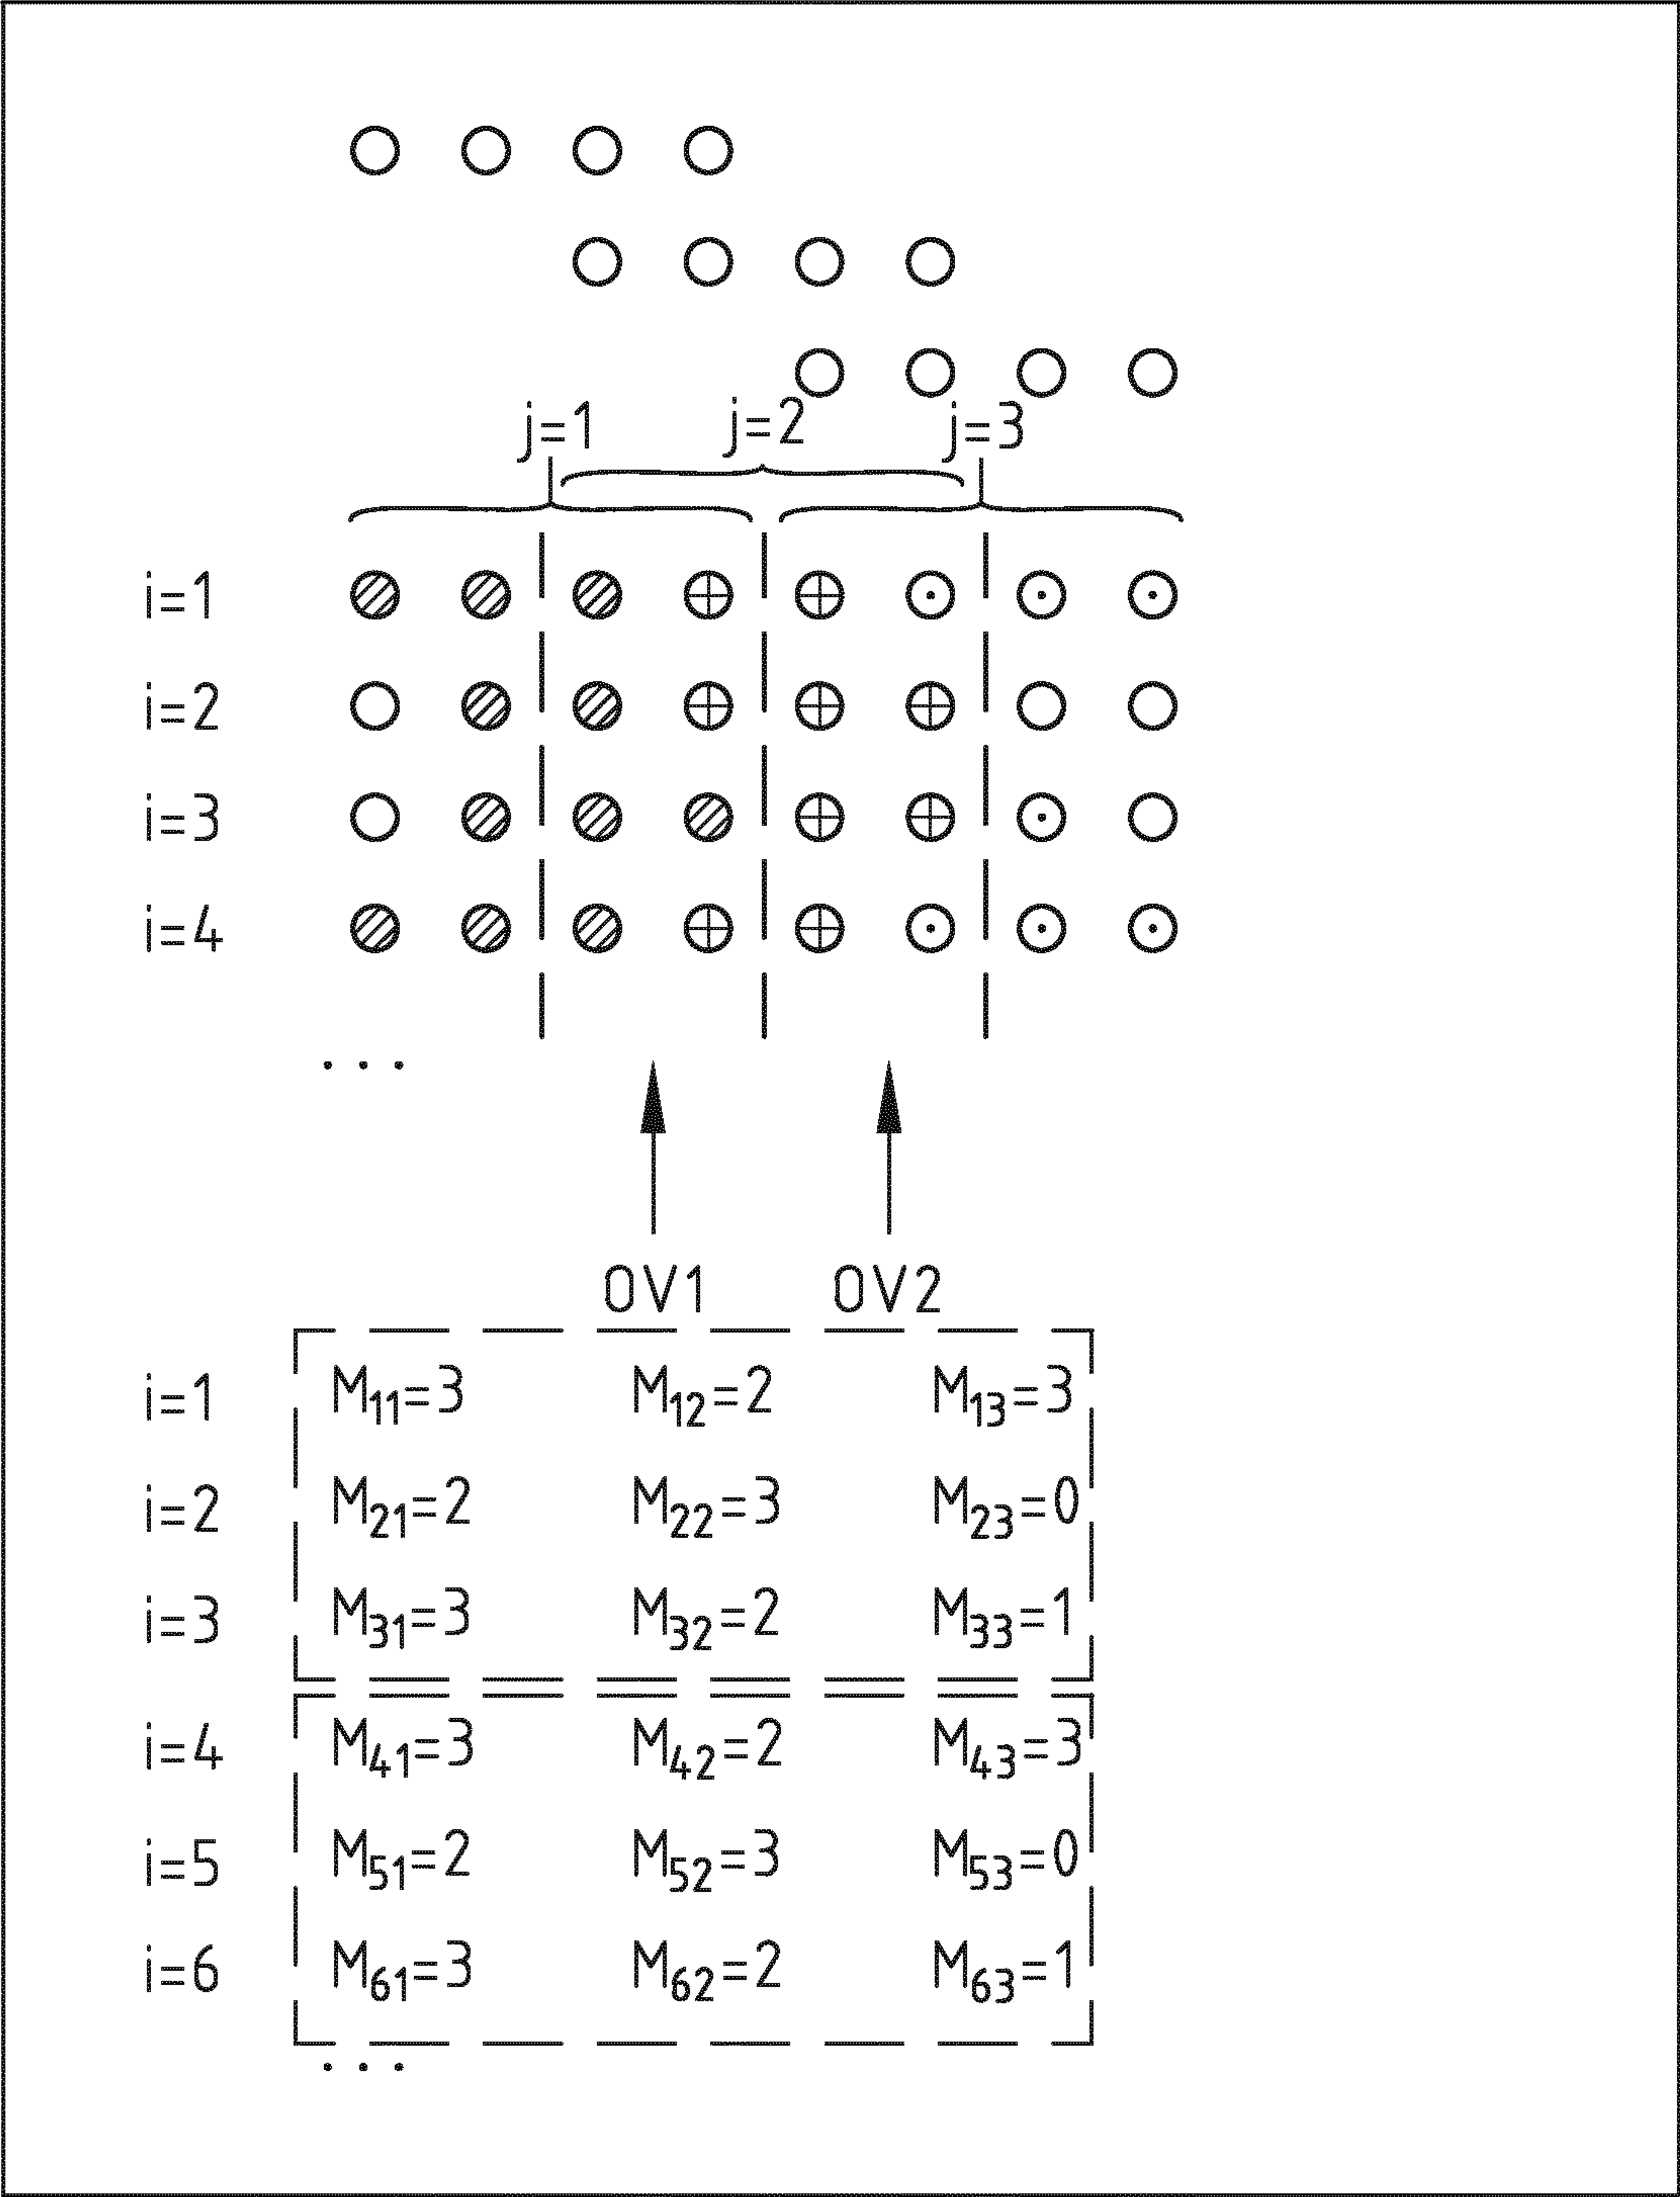 j=1 j=2 j=3
i=1
i=2
i=3
i=4
...
OV1 OV2
i=1 M11=3 M12=2 M13=3
i=2 M21=2 M22=3 M23=0
i=3 M31=3 M32=2 M33=1
i=4 M41=3 M42=2 M43=3
i=5 M51=2 M52=3 M53=0
i=6 M61=3 M62=2 M63=1
...